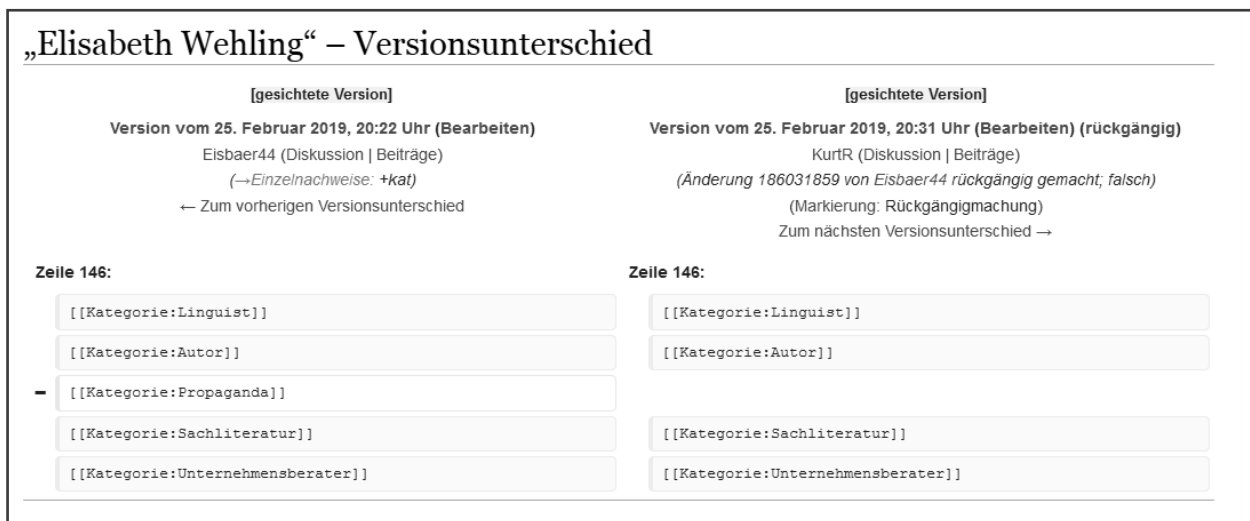 „Elisabeth Wehling“ – Versionsunterschied
[gesichtete Version]
Version vom 25. Februar 2019, 20:22 Uhr (Bearbeiten)
Eisbaer44 (Diskussion | Beiträge)
(→Einzelnachweise: +kat)
← Zum vorherigen Versionsunterschied
[gesichtete Version]
Version vom 25. Februar 2019, 20:31 Uhr (Bearbeiten) (rückgängig)
KurtR (Diskussion | Beiträge)
(Änderung 186031859 von Eisbaer44 rückgängig gemacht; falsch)
(Markierung: Rückgängigmachung)
Zum nächsten Versionsunterschied →
Zeile 146:
[[Kategorie:Linguist]]
[[Kategorie:Autor]]
− [[Kategorie:Propaganda]]
[[Kategorie:Sachliteratur]]
[[Kategorie:Unternehmensberater]]
Zeile 146:
[[Kategorie:Linguist]]
[[Kategorie:Autor]]
[[Kategorie:Sachliteratur]]
[[Kategorie:Unternehmensberater]]